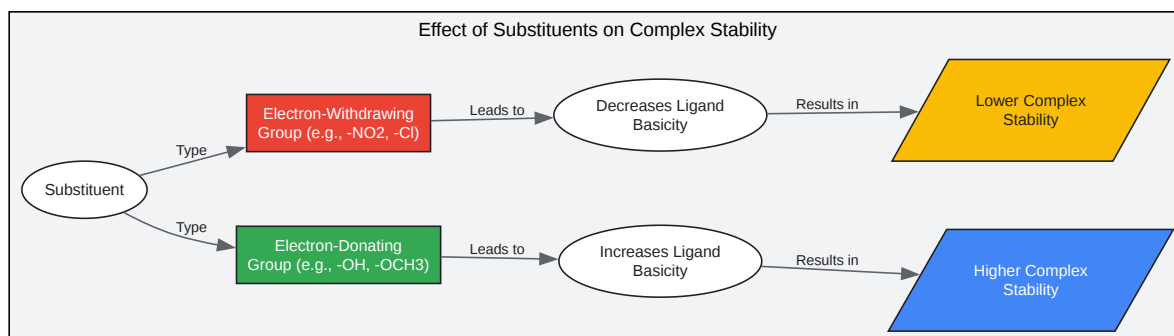 Effect of Substituents on Complex Stability
Substituent
Type
Electron-Withdrawing
Group (e.g., -NO2, -Cl)
Leads to
Decreases Ligand
Basicity
Results in
Lower Complex
Stability
Type
Electron-Donating
Group (e.g., -OH, -OCH3)
Leads to
Increases Ligand
Basicity
Results in
Higher Complex
Stability